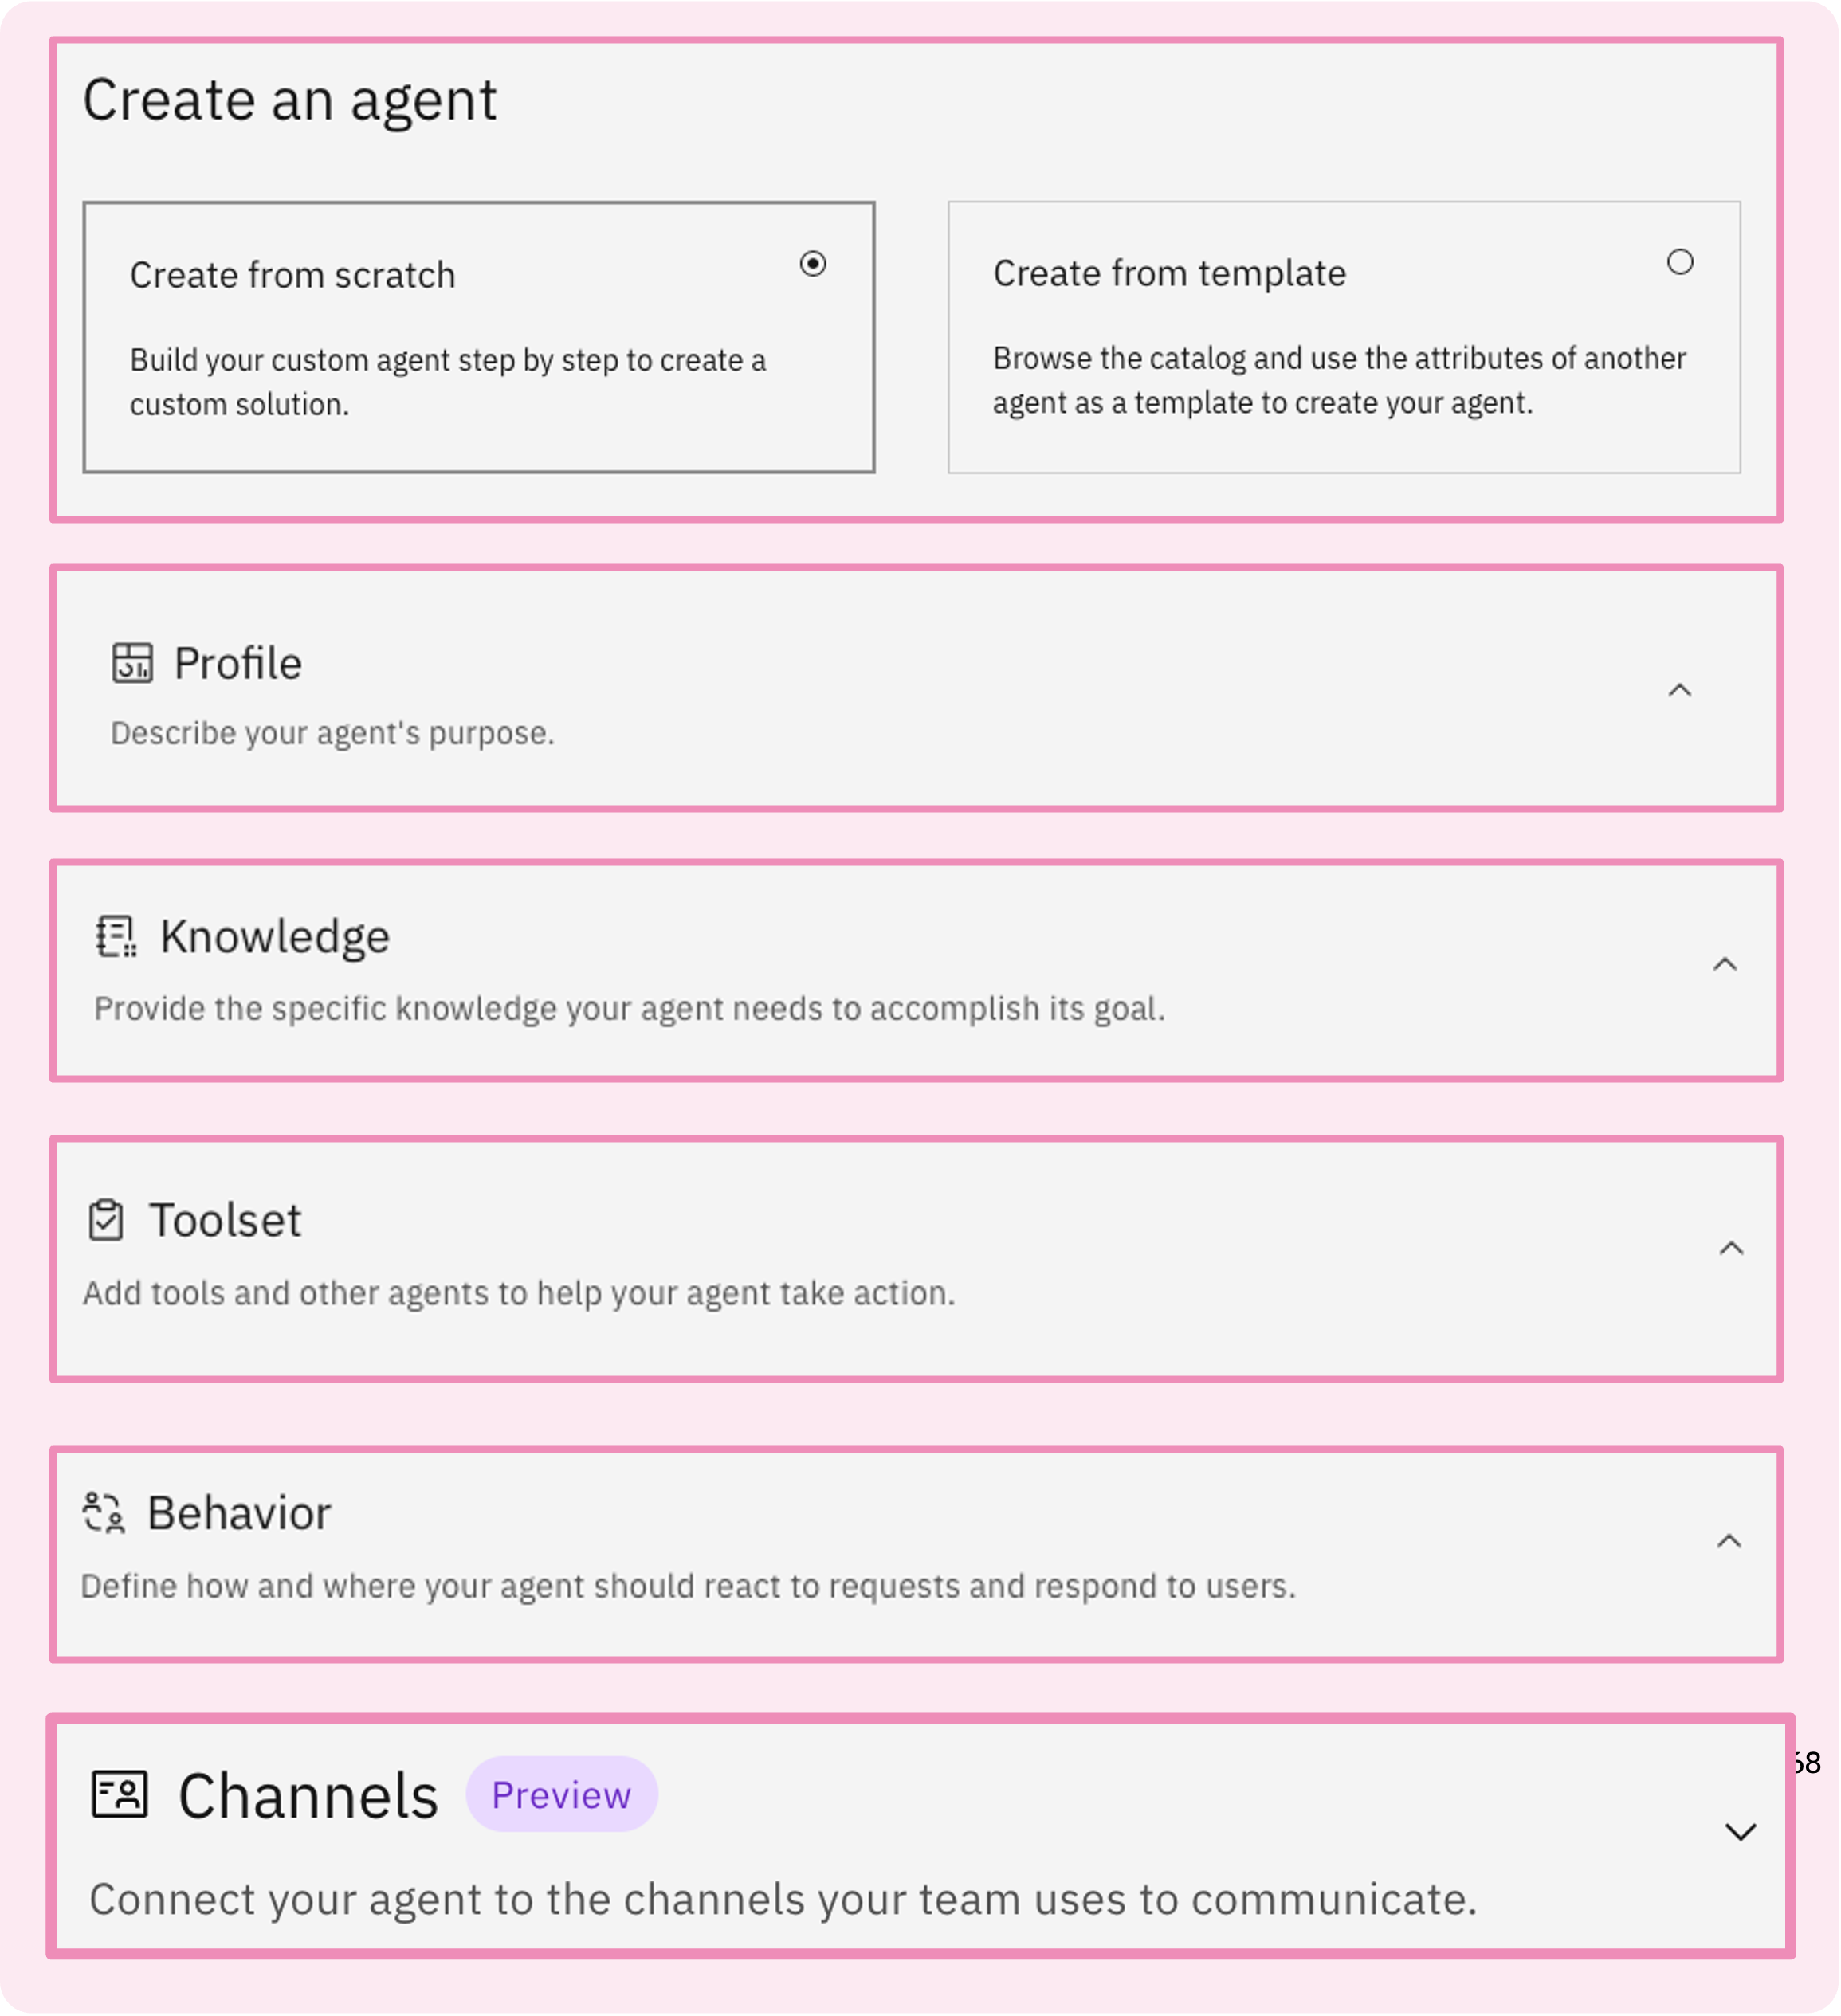 Create an agent
Create from scratch
Build your custom agent step by step to create a
custom solution.
Create from template
Browse the catalog and use the attributes of another
agent as a template to create your agent.
Profile
Describe your agent's purpose.
Knowledge
Provide the specific knowledge your agent needs to accomplish its goal.
Toolset
Add tools and other agents to help your agent take action.
Behavior
Define how and where your agent should react to requests and respond to users.
Channels Preview
68
Connect your agent to the channels your team uses to communicate.